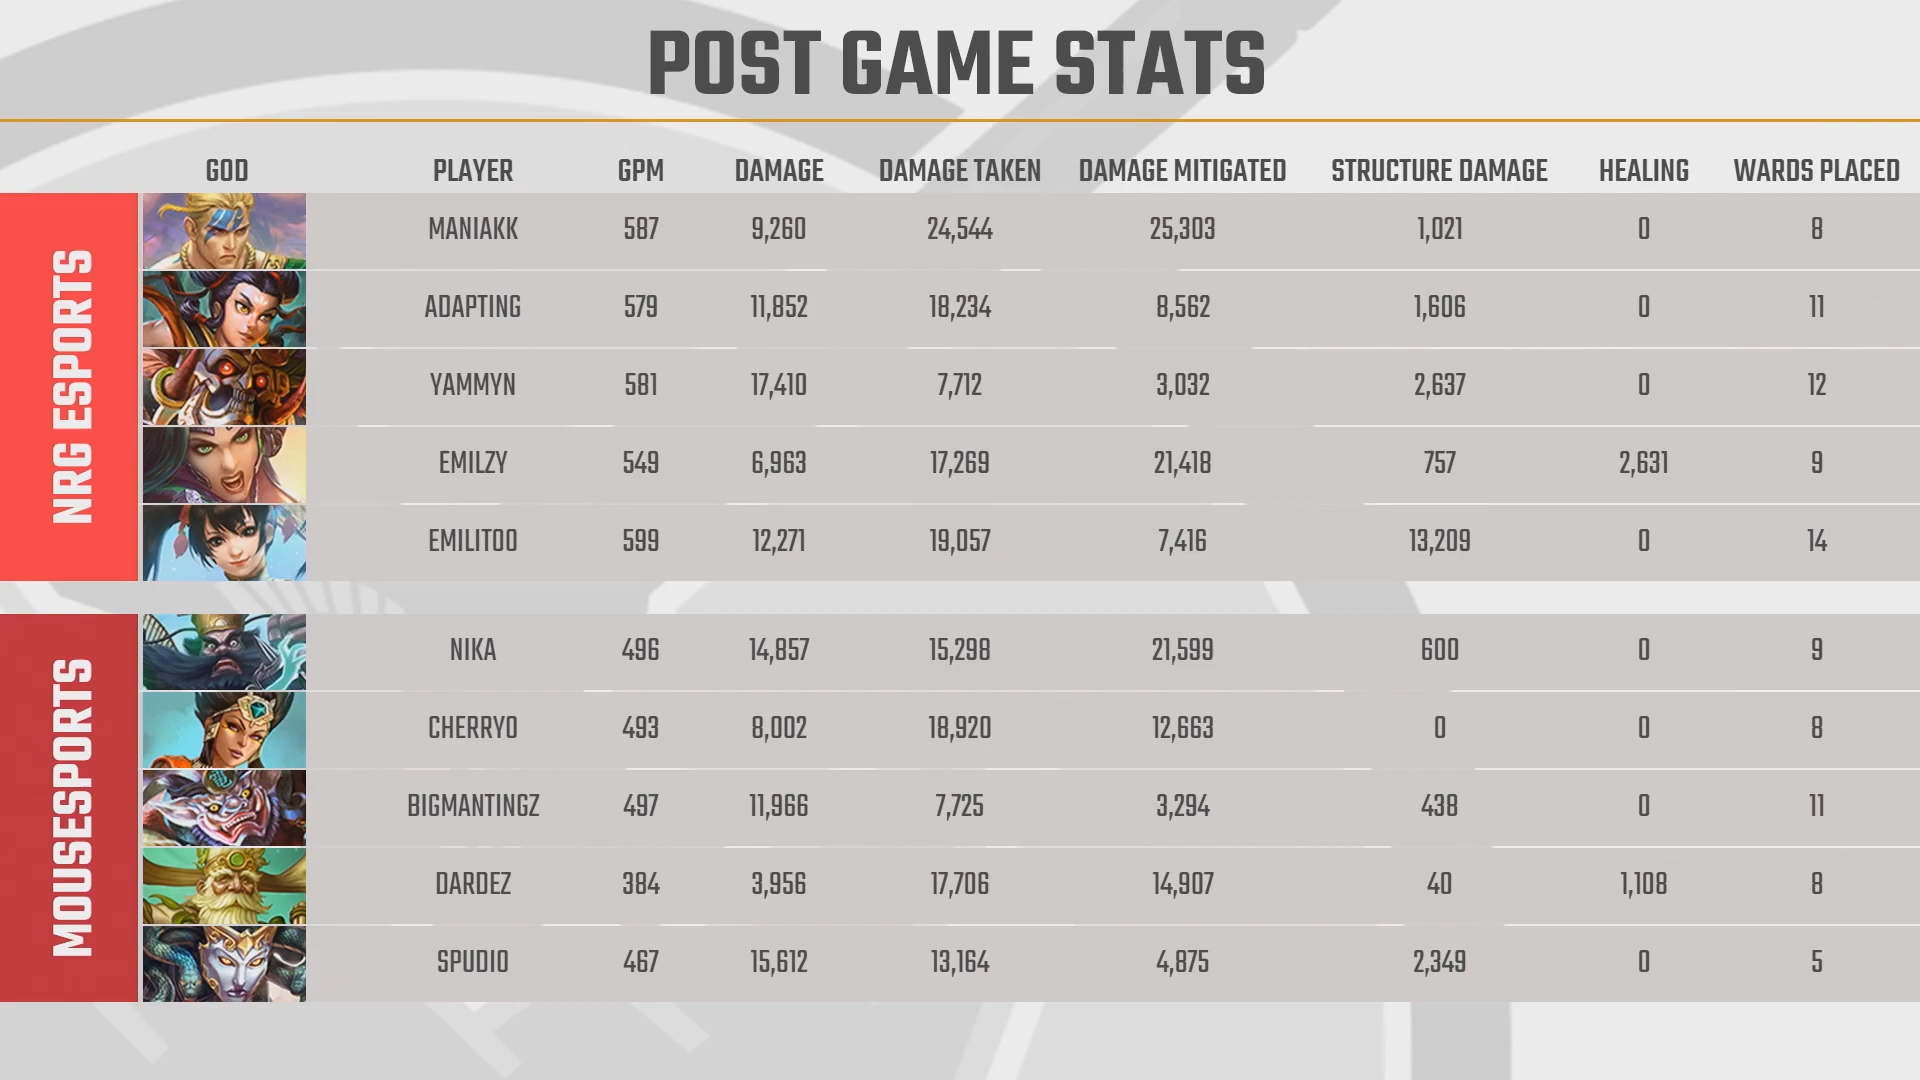 POST GAME STATS
GOD PLAYER GPM DAMAGE DAMAGE TAKEN DAMAGE MITIGATED STRUCTURE DAMAGE HEALING WARDS PLACED
NRG ESPORTS
MANIAKK 587 9,260 24,544 25,303 1,021 0 8
ADAPTING 579 11,852 18,234 8,562 1,606 0 11
YAMMYN 581 17,410 7,712 3,032 2,637 0 12
EMILZY 549 6,963 17,269 21,418 757 2,631 9
EMILITOO 599 12,271 19,057 7,416 13,209 0 14
MOUSESPORTS
NIKA 496 14,857 15,298 21,599 600 0 9
CHERRYO 493 8,002 18,920 12,663 0 0 8
BIGMANTINGZ 497 11,966 7,725 3,294 438 0 11
DARDEZ 384 3,956 17,706 14,907 40 1,108 8
SPUDIO 467 15,612 13,164 4,875 2,349 0 5